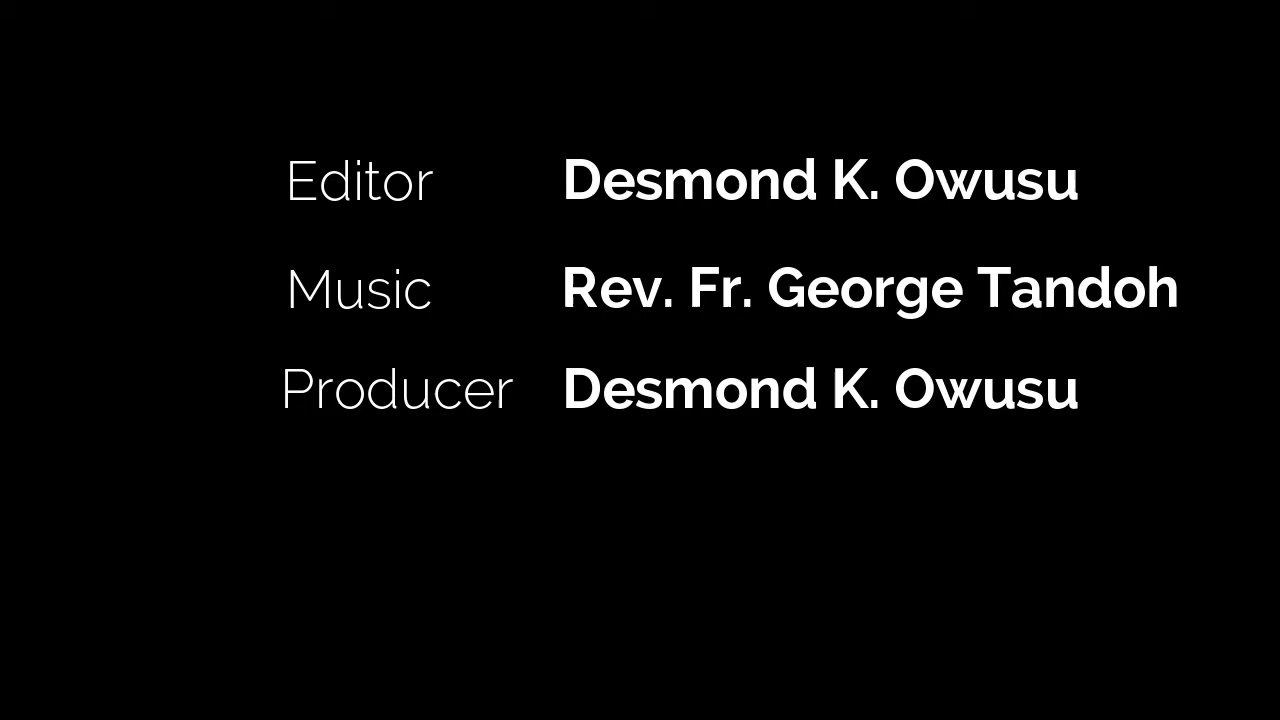 Editor Desmond K. Owusu
Music Rev. Fr. George Tandoh
Producer Desmond K. Owusu